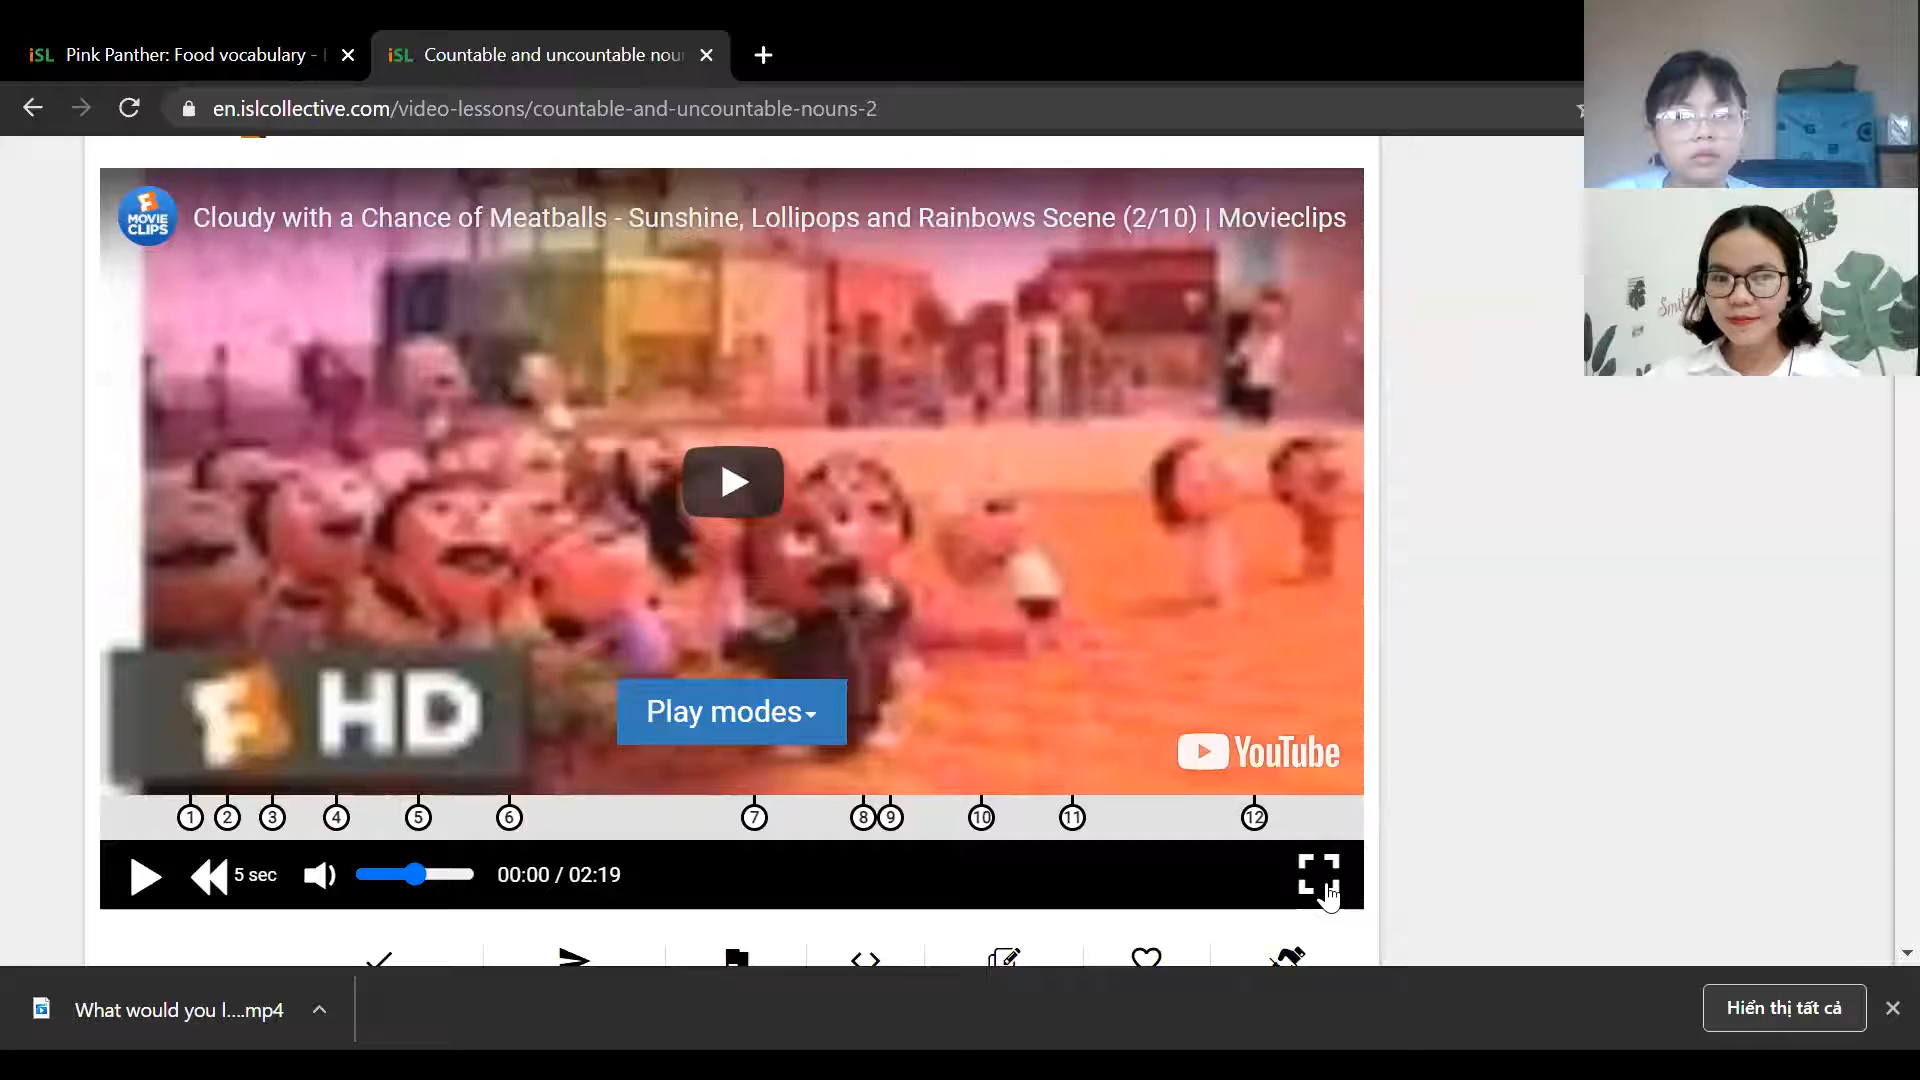 iSL Pink Panther: Food vocabulary -
iSL Countable and uncountable nou
en.islcollective.com/video-lessons/countable-and-uncountable-nouns-2
MOVIE
CLIPS
Cloudy with a Chance of Meatballs - Sunshine, Lollipops and Rainbows Scene (2/10) | Movieclips
HD
Play modes
YouTube
1 2 3 4 5 6 7 8 9 10 11 12
5 sec
00:00 / 02:19
What would you l....mp4
Hiển thị tất cả